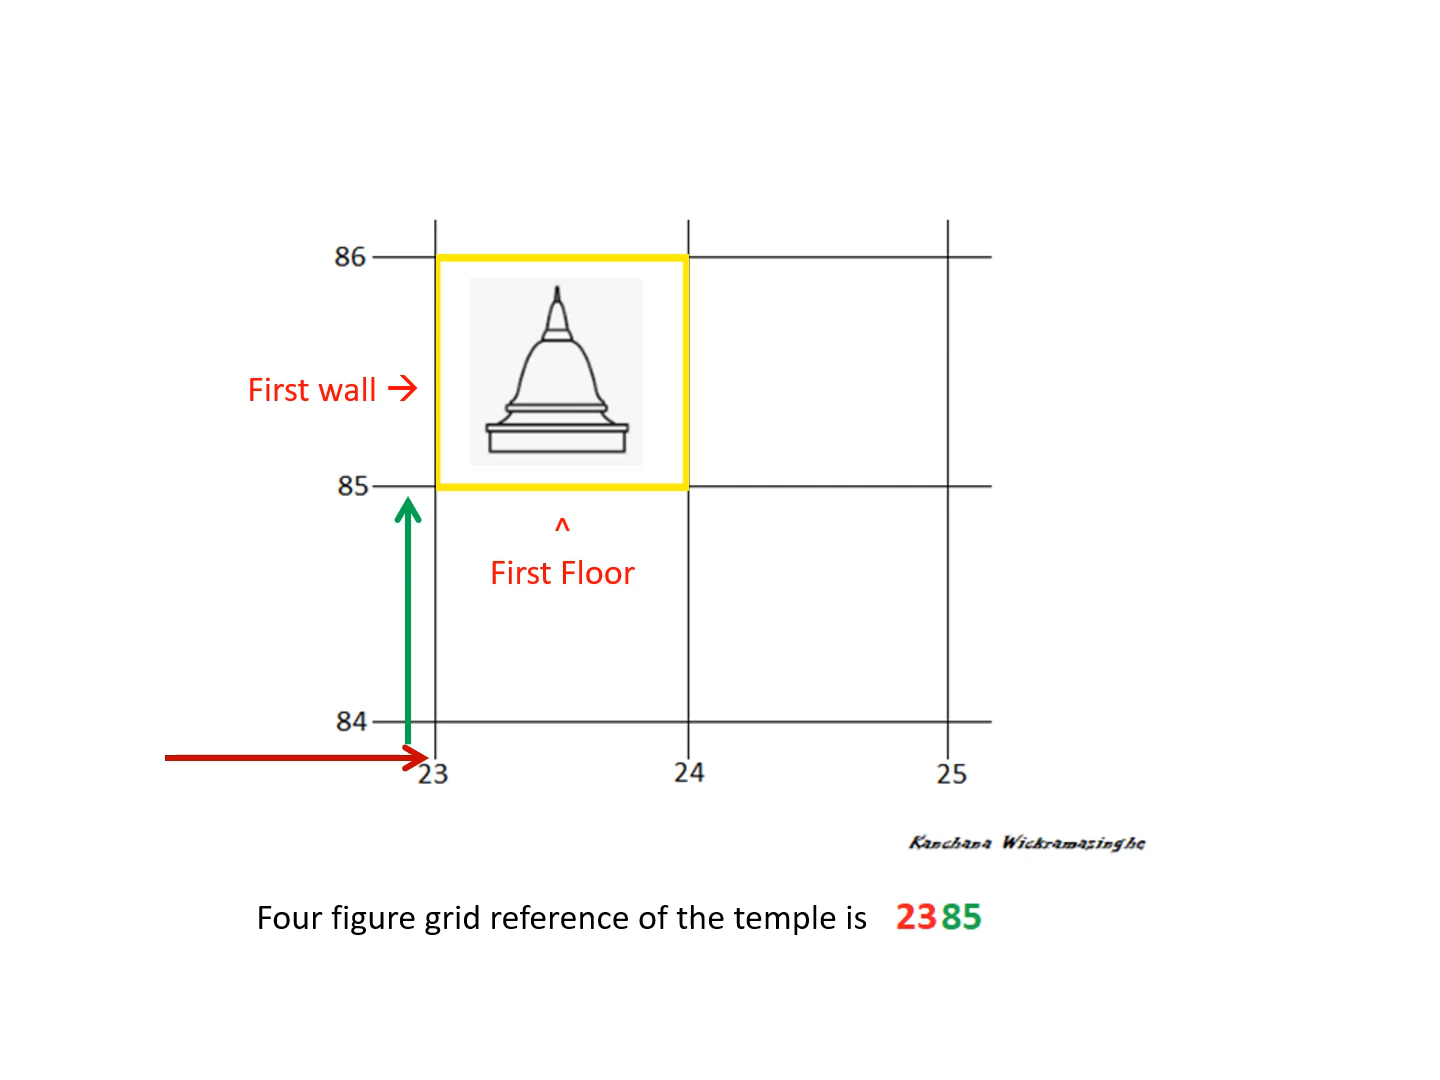 86
First wall →
85
^
First Floor
84
23 24 25
Kanchana Wickramasinghe
Four figure grid reference of the temple is 2385